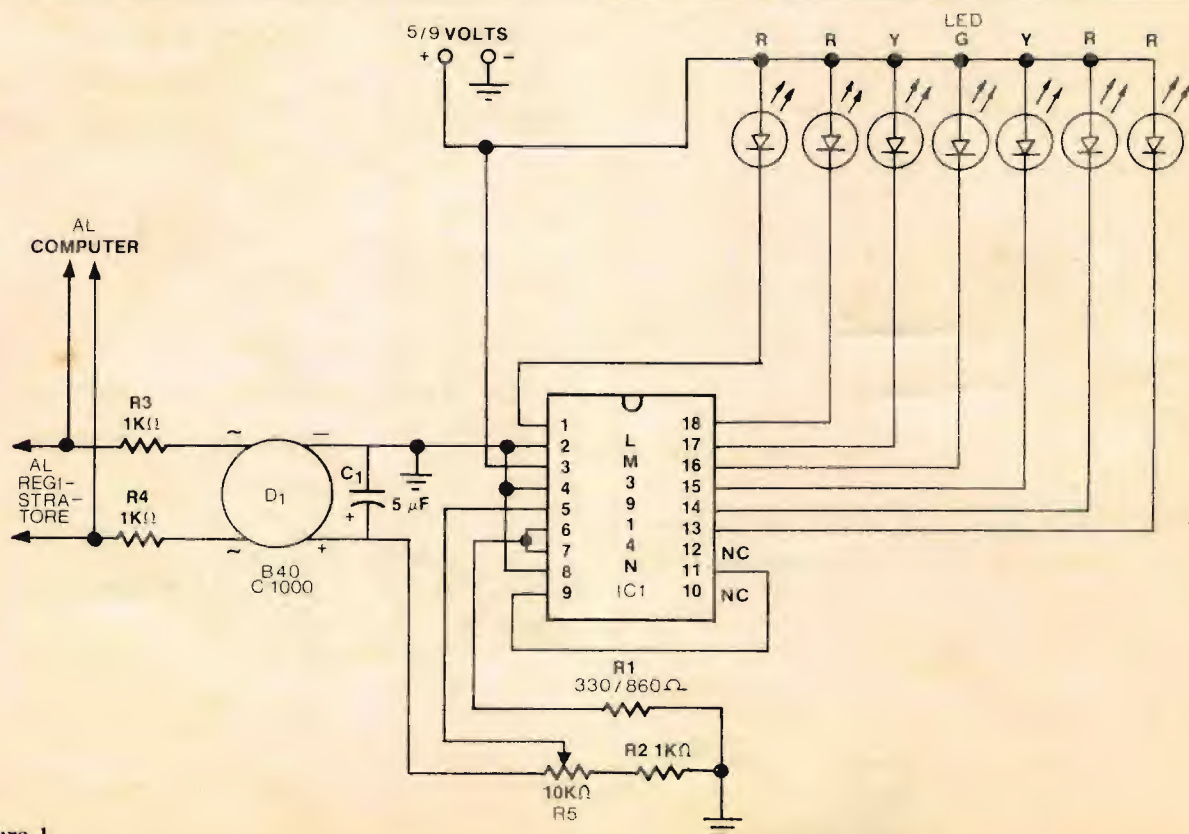 5/9 VOLTS
+ -
LED
R R Y G Y R R
AL
COMPUTER
R3
1KΩ
~ −
AL
REGI-
STRA-
TORE
D1
C1
5 µF
+
R4
1KΩ
~ +
B40
C1000
1 18
2 L 17
3 M 16
4 3 15
5 9 14
6 1 13
7 4 12 NC
8 N 11
9 IC1 10 NC
R1
330/860Ω
R2 1KΩ
10KΩ
R5